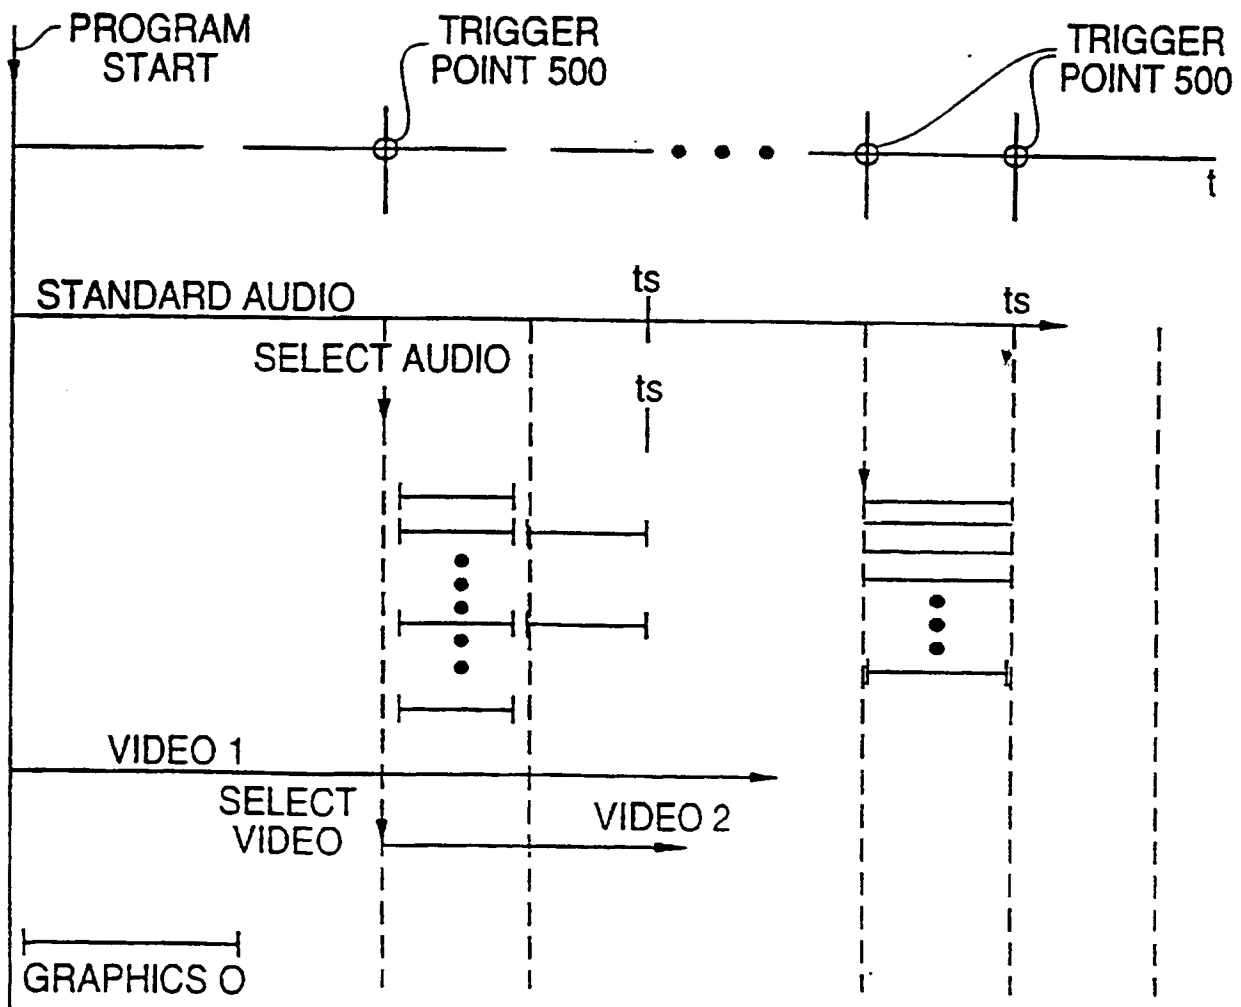 PROGRAM
START
TRIGGER
POINT 500
TRIGGER
POINT 500
t
STANDARD AUDIO
ts
ts
SELECT AUDIO
ts
VIDEO 1
SELECT
VIDEO
VIDEO 2
GRAPHICS O